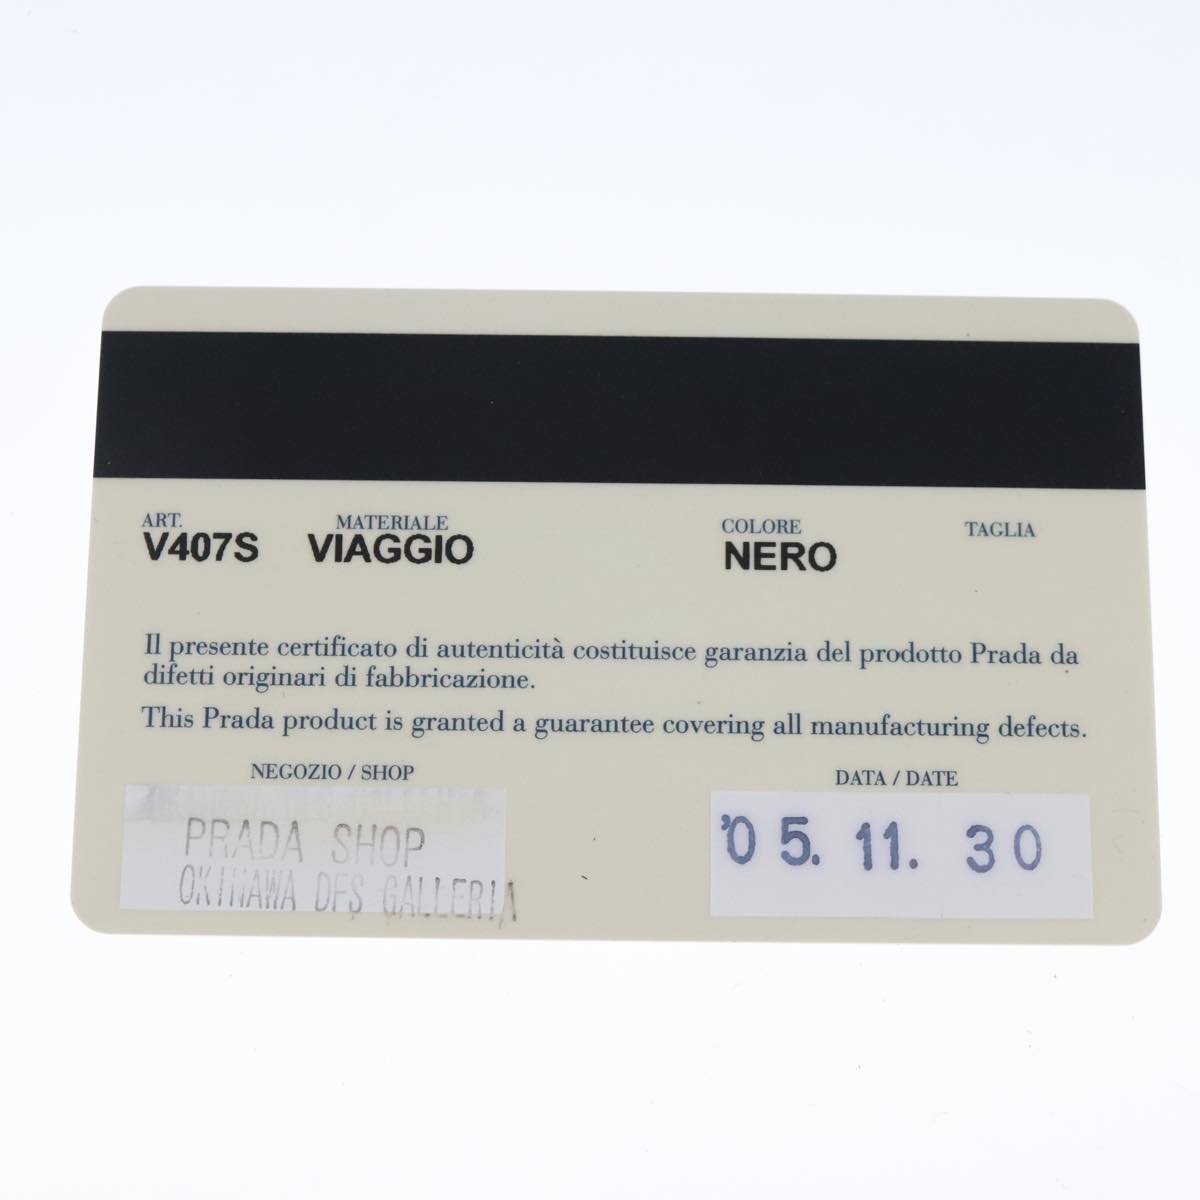 ART. MATERIALE COLORE TAGLIA
V407S VIAGGIO NERO
Il presente certificato di autenticità costituisce garanzia del prodotto Prada da
difetti originari di fabbricazione.
This Prada product is granted a guarantee covering all manufacturing defects.
NEGOZIO / SHOP DATA / DATE
PRADA SHOP '05. 11. 30
OKINAWA DFS GALLERIA